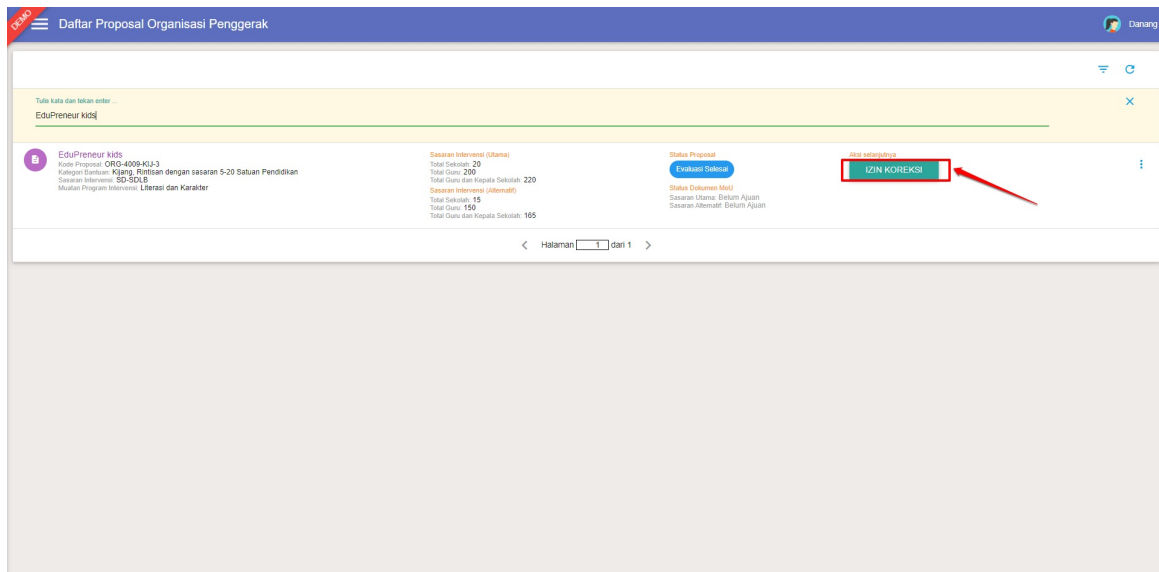 DEMO
Daftar Proposal Organisasi Penggerak
Danang
Tulis kata dan tekan enter ...
EduPreneur kids
EduPreneur kids
Kode Proposal: ORG-4009-KIJ-3
Kategori Bantuan: Kijang, Rintisan dengan sasaran 5-20 Satuan Pendidikan
Sasaran Intervensi: SD-SDLB
Muatan Program Intervensi: Literasi dan Karakter
Sasaran Intervensi (Utama)
Total Sekolah: 20
Total Guru: 200
Total Guru dan Kepala Sekolah: 220
Sasaran Intervensi (Alternatif)
Total Sekolah: 15
Total Guru: 150
Total Guru dan Kepala Sekolah: 165
Status Proposal
Evaluasi Selesai
Status Dokumen MoU
Sasaran Utama: Belum Ajuan
Sasaran Alternatif: Belum Ajuan
Aksi selanjutnya
IZIN KOREKSI
Halaman 1 dari 1